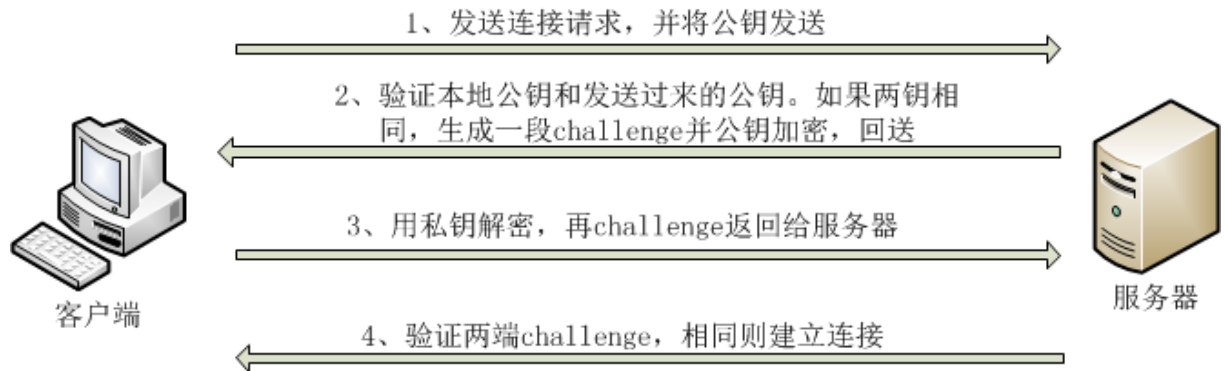 1、发送连接请求，并将公钥发送
2、验证本地公钥和发送过来的公钥。如果两钥相
同，生成一段challenge并公钥加密，回送
3、用私钥解密，再challenge返回给服务器
客户端
服务器
4、验证两端challenge，相同则建立连接